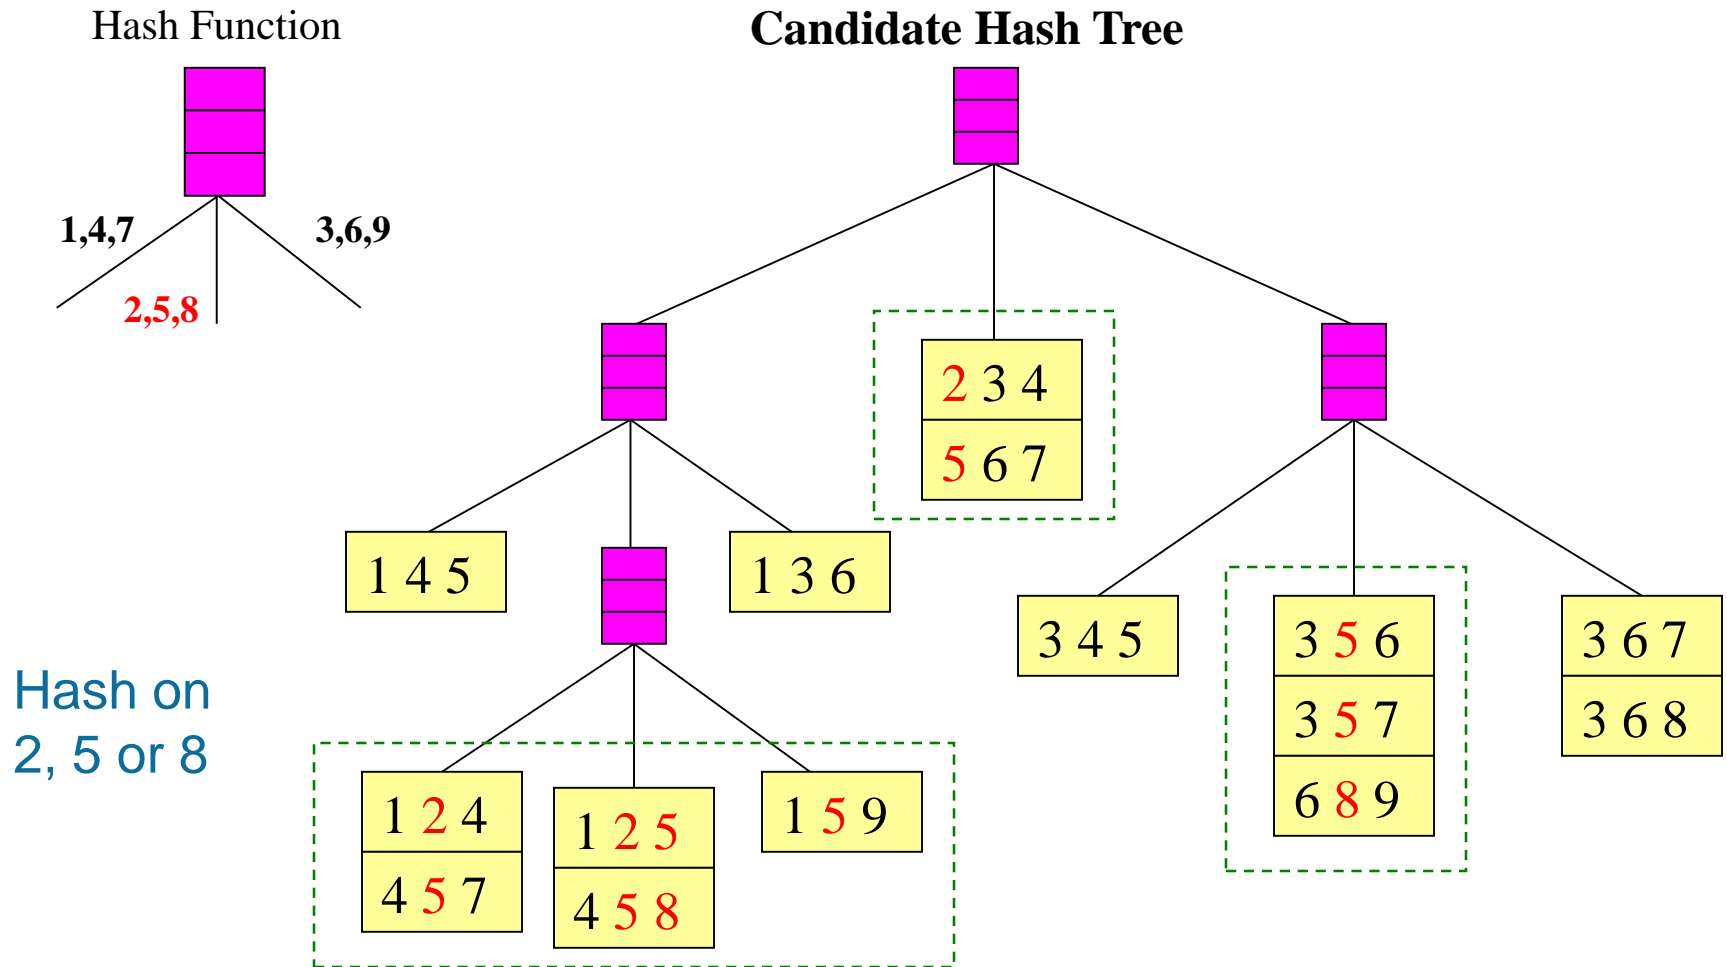 Hash Function
Candidate Hash Tree
1,4,7
3,6,9
2,5,8
2 3 4
5 6 7
1 4 5
1 3 6
3 4 5
3 5 6
3 5 7
6 8 9
3 6 7
3 6 8
Hash on
2, 5 or 8
1 2 4
4 5 7
1 2 5
4 5 8
1 5 9